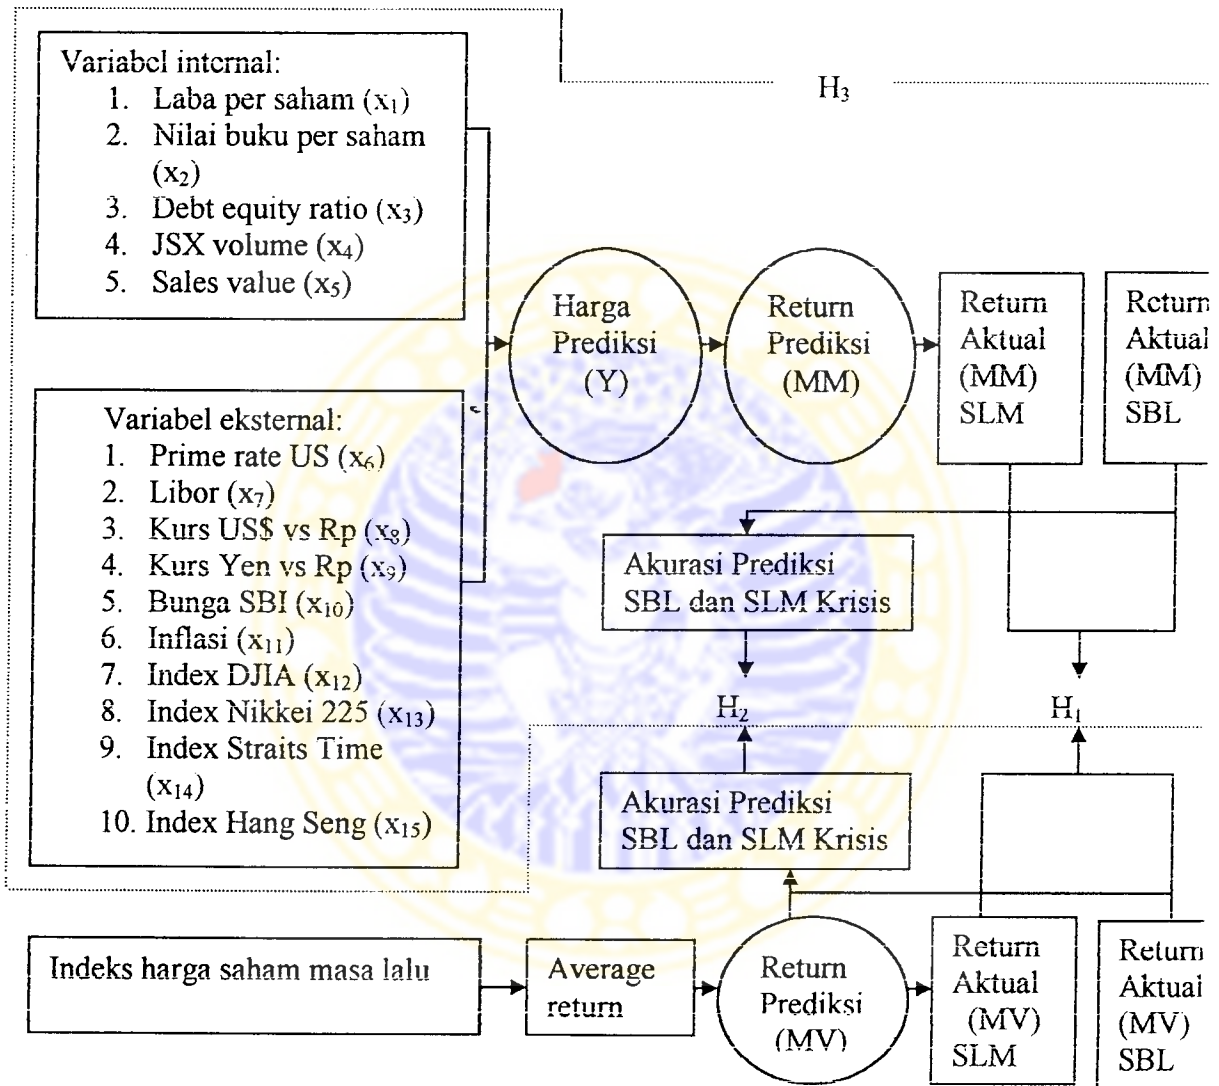 H₃
Variabel internal:
1. Laba per saham (x₁)
2. Nilai buku per saham
(x₂)
3. Debt equity ratio (x₃)
4. JSX volume (x₄)
5. Sales value (x₅)
Harga
Prediksi
(Y)
Return
Prediksi
(MM)
Return
Aktual
(MM)
SLM
Return
Aktual
(MM)
SBL
Variabel eksternal:
1. Prime rate US (x₆)
2. Libor (x₇)
3. Kurs US$ vs Rp (x₈)
4. Kurs Yen vs Rp (x₉)
5. Bunga SBI (x₁₀)
6. Inflasi (x₁₁)
7. Index DJIA (x₁₂)
8. Index Nikkei 225 (x₁₃)
9. Index Straits Time
(x₁₄)
10. Index Hang Seng (x₁₅)
Akurasi Prediksi
SBL dan SLM Krisis
H₂
H₁
Akurasi Prediksi
SBL dan SLM Krisis
Indeks harga saham masa lalu
Average
return
Return
Prediksi
(MV)
Return
Aktual
(MV)
SLM
Return
Aktual
(MV)
SBL